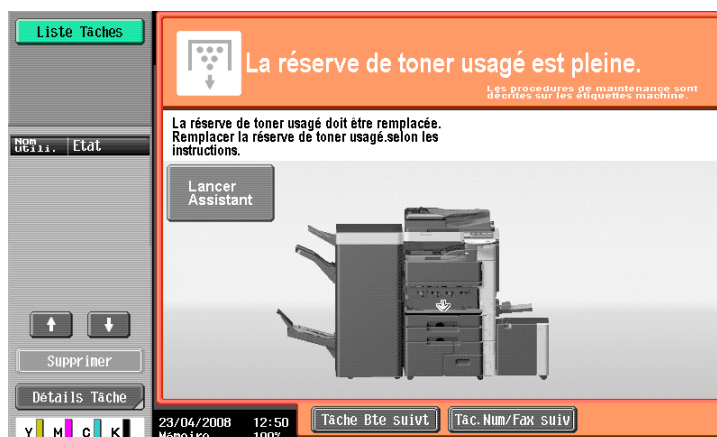 Liste Tâches
La réserve de toner usagé est pleine.
Les procédures de maintenance sont
décrites sur les étiquettes machine.
La réserve de toner usagé doit être remplacée.
Remplacer la réserve de toner usagé.selon les
instructions.
Nom
utili. Etat
Lancer
Assistant
Supprimer
Détails Tâche
Y M C K
23/04/2008 12:50
Mémoire 100%
Tâche Bte suivt
Tâc.Num/Fax suiv